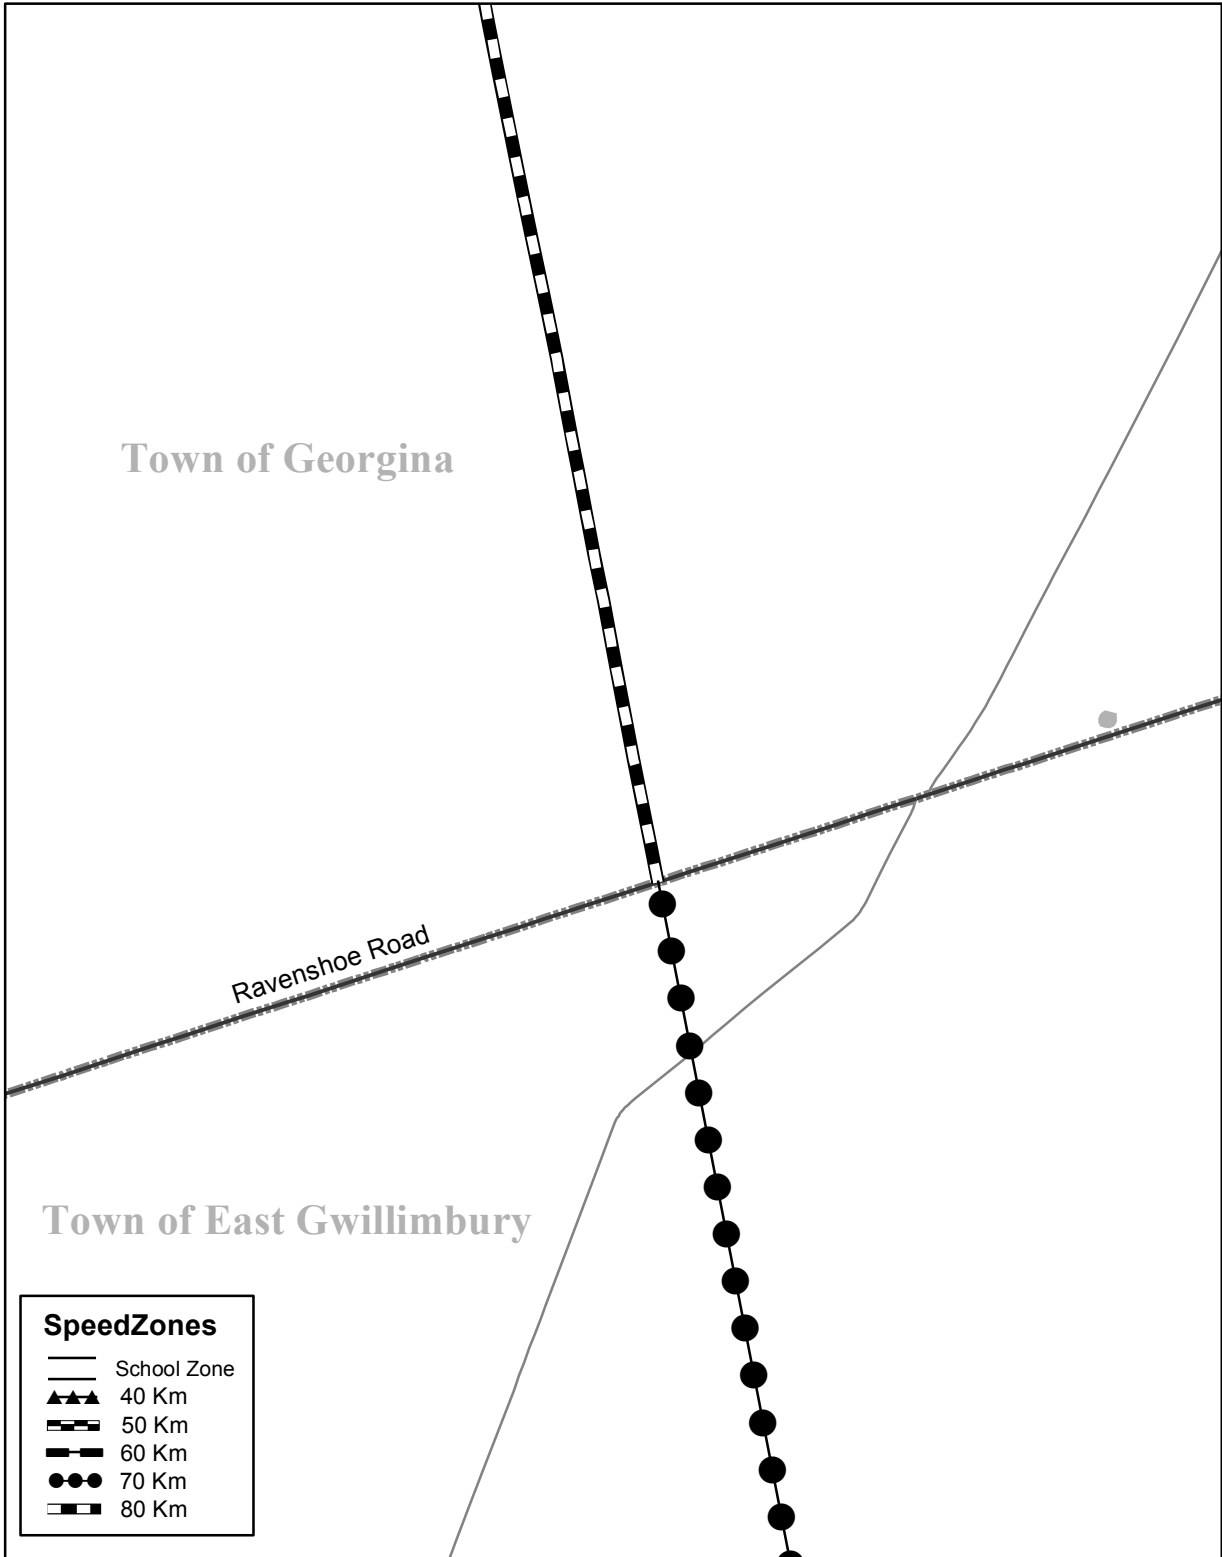 Town of Georgina
Ravenshoe Road
Town of East Gwillimbury
SpeedZones
School Zone
40 Km
50 Km
60 Km
70 Km
80 Km